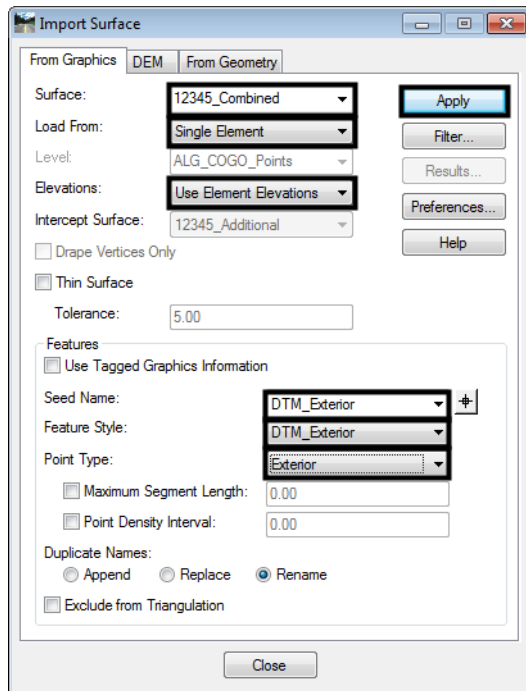 Import Surface
From Graphics DEM From Geometry
Surface: 12345_Combined Apply
Load From: Single Element Filter...
Level: ALG_COGO_Points Results...
Elevations: Use Element Elevations Preferences...
Intercept Surface: 12345_Additional Help
Drape Vertices Only
Thin Surface
Tolerance: 5.00
Features
Use Tagged Graphics Information
Seed Name: DTM_Exterior
Feature Style: DTM_Exterior
Point Type: Exterior
Maximum Segment Length: 0.00
Point Density Interval: 0.00
Duplicate Names:
Append Replace Rename
Exclude from Triangulation
Close